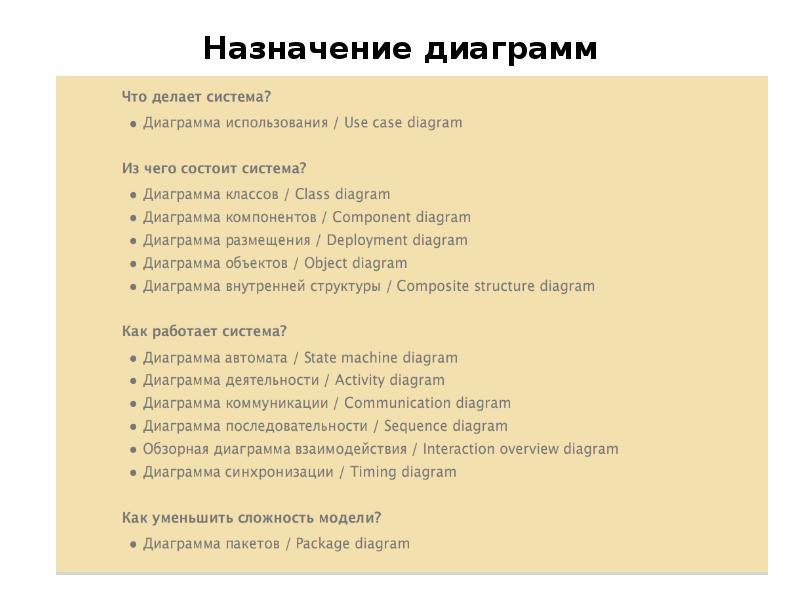 Назначение диаграмм
Что делает система?
• Диаграмма использования / Use case diagram
Из чего состоит система?
• Диаграмма классов / Class diagram
• Диаграмма компонентов / Component diagram
• Диаграмма размещения / Deployment diagram
• Диаграмма объектов / Object diagram
• Диаграмма внутренней структуры / Composite structure diagram
Как работает система?
• Диаграмма автомата / State machine diagram
• Диаграмма деятельности / Activity diagram
• Диаграмма коммуникации / Communication diagram
• Диаграмма последовательности / Sequence diagram
• Обзорная диаграмма взаимодействия / Interaction overview diagram
• Диаграмма синхронизации / Timing diagram
Как уменьшить сложность модели?
• Диаграмма пакетов / Package diagram